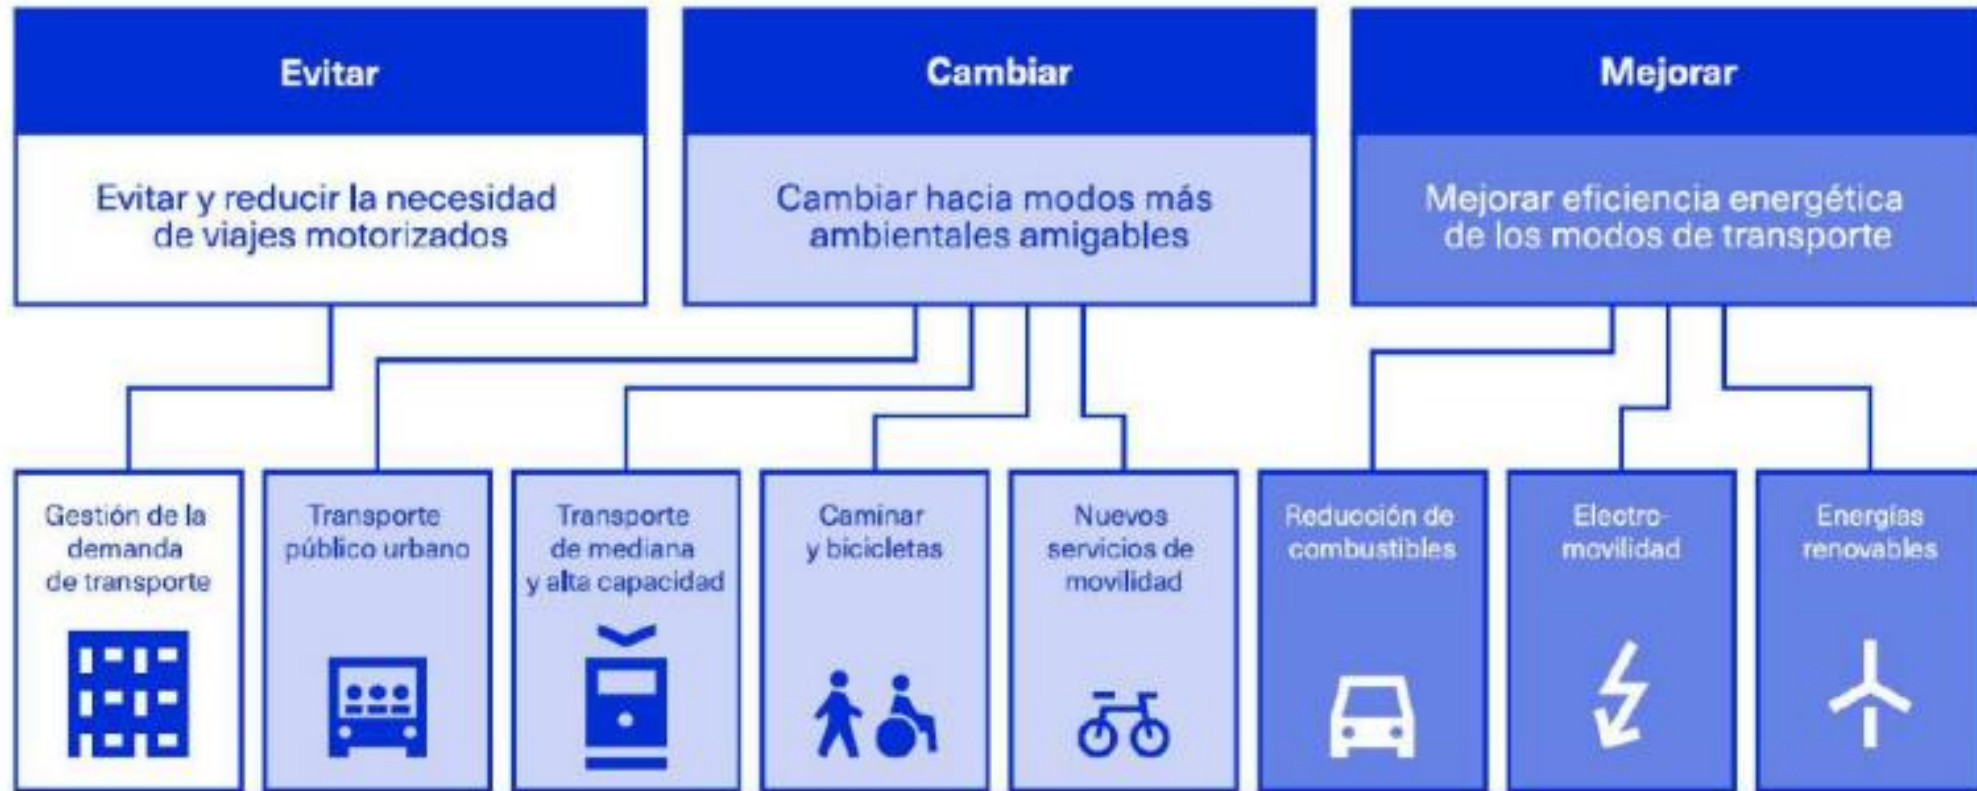 Evitar
Evitar y reducir la necesidad
de viajes motorizados
Cambiar
Cambiar hacia modos más
ambientales amigables
Mejorar
Mejorar eficiencia energética
de los modos de transporte
Gestión de la
demanda
de transporte
Transporte
público urbano
Transporte
de mediana
y alta capacidad
Caminar
y bicicletas
Nuevos
servicios de
movilidad
Reducción de
combustibles
Electro-
movilidad
Energías
renovables